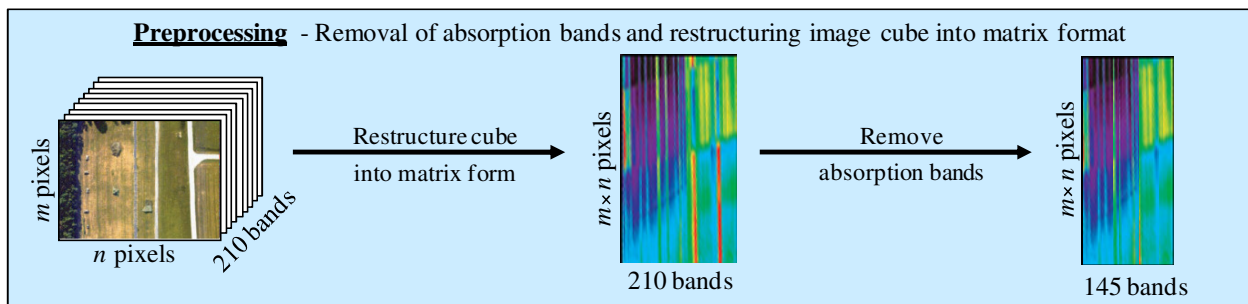 Preprocessing - Removal of absorption bands and restructuring image cube into matrix format
m pixels
n pixels
210 bands
Restructure cube
into matrix form
m× n pixels
210 bands
Remove
absorption bands
m× n pixels
145 bands